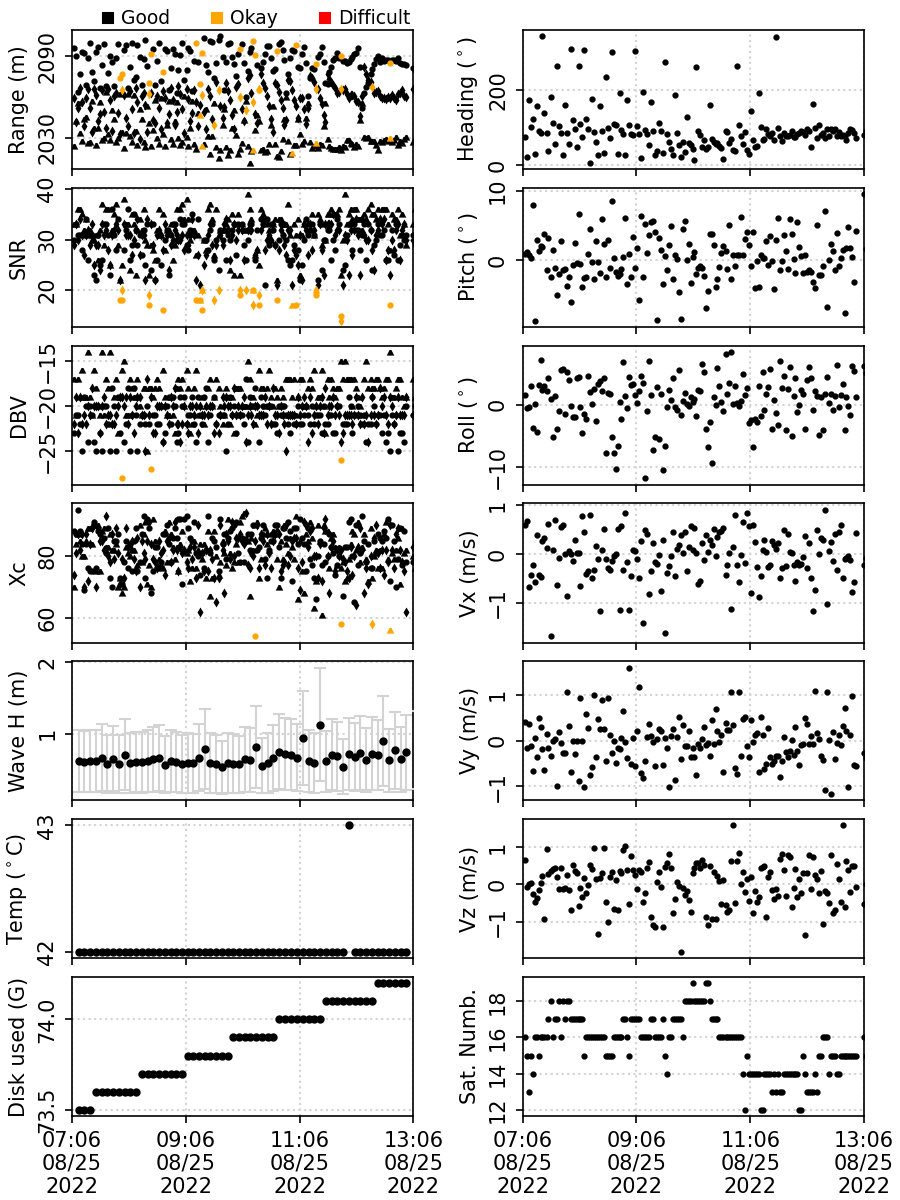 Good Okay Difficult
Range (m)
2090
2030
Heading (°)
200
0
SNR
40
30
20
Pitch (°)
10
0
DBV
−15
−20
−25
Roll (°)
0
−10
Xc
80
60
Vx (m/s)
1
0
−1
Wave H (m)
2
1
Vy (m/s)
1
0
−1
Temp (°C)
43
42
Vz (m/s)
1
0
−1
Disk used (G)
74.0
73.5
Sat. Numb.
18
16
14
12
07:06 09:06 11:06 13:06 07:06 09:06 11:06 13:06
08/25 08/25 08/25 08/25 08/25 08/25 08/25 08/25
2022 2022 2022 2022 2022 2022 2022 2022